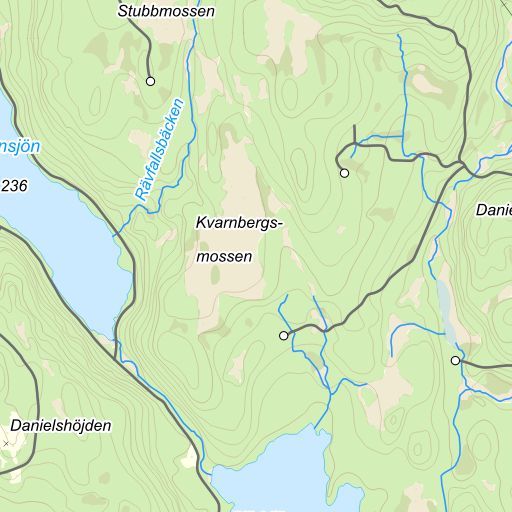 Stubbmossen
Rävfallsbäcken
nsjön
236
Kvarnbergs-
mossen
Danie
Danielshöjden